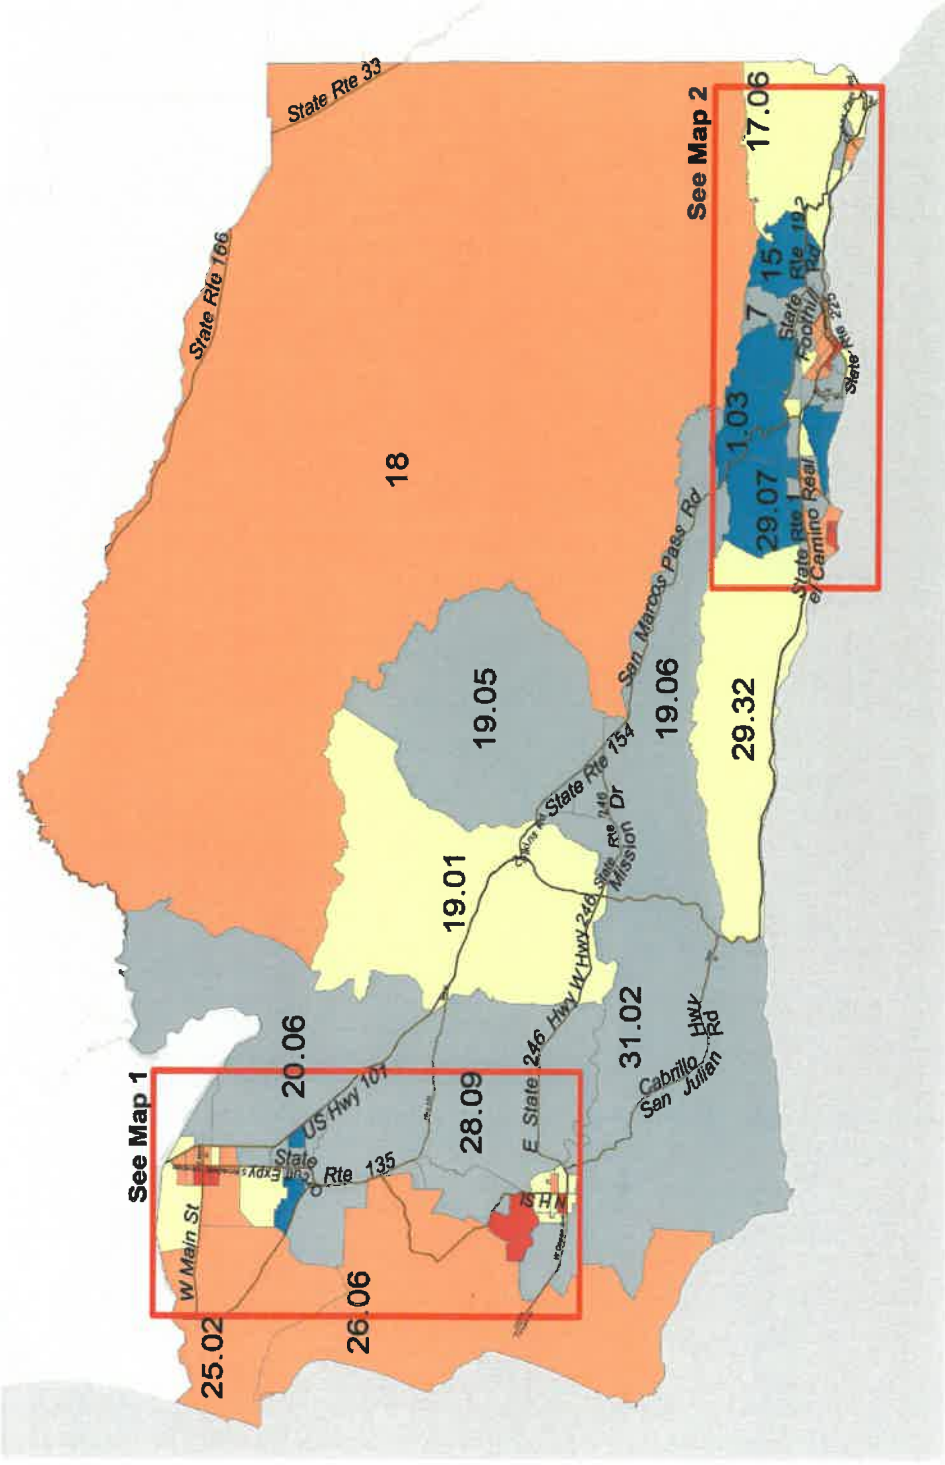 State Rte 33
State Rte 166
See Map 2
17.06
15
State Rte 192
Foothill Rd
7
State Rte 225
18
1.03
29.07
State Rte 1
el Camino Real
San Marcos Pass Rd
19.05
19.06
29.32
State Rte 154
State Rte 246
Mission Dr
19.01
Hwy W Hwy 246
E State 246
31.02
Cabrillo Hwy
San Julian Rd
20.06
US Hwy 101
28.09
See Map 1
State Rte 135
N H St
W Main St
25.02
26.06